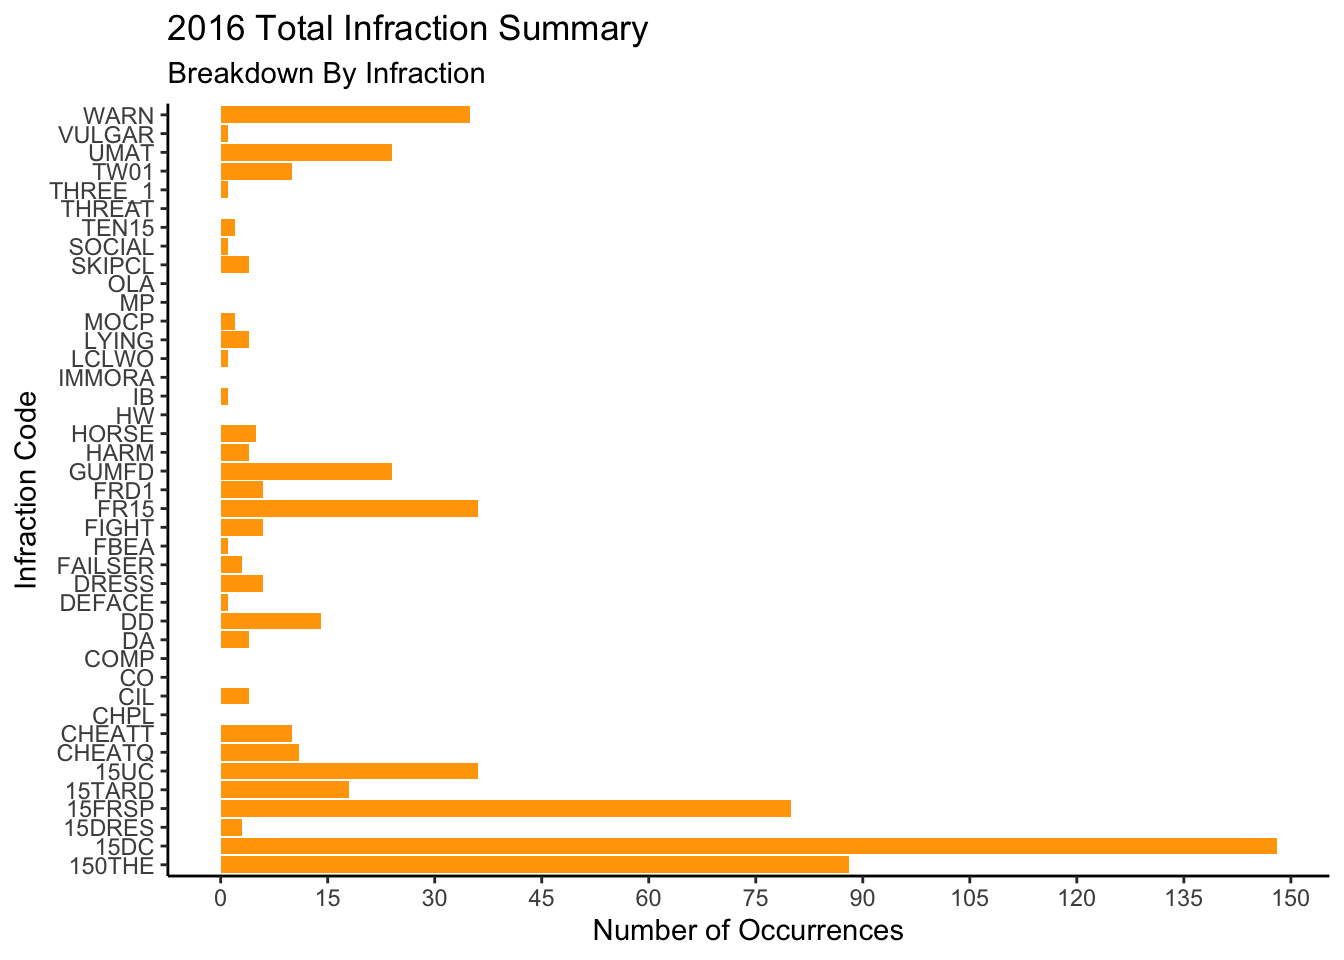 2016 Total Infraction Summary
Breakdown By Infraction
WARN
VULGAR
UMAT
TW01
THREE_1
THREAT
TEN15
SOCIAL
SKIPCL
OLA
MP
MOCP
LYING
LCLWO
IMMORA
IB
HW
HORSE
HARM
GUMFD
FRD1
FR15
FIGHT
FBEA
FAILSER
DRESS
DEFACE
DD
DA
COMP
CO
CIL
CHPL
CHEATT
CHEATQ
15UC
15TARD
15FRSP
15DRES
15DC
150THE
Infraction Code
0 15 30 45 60 75 90 105 120 135 150
Number of Occurrences